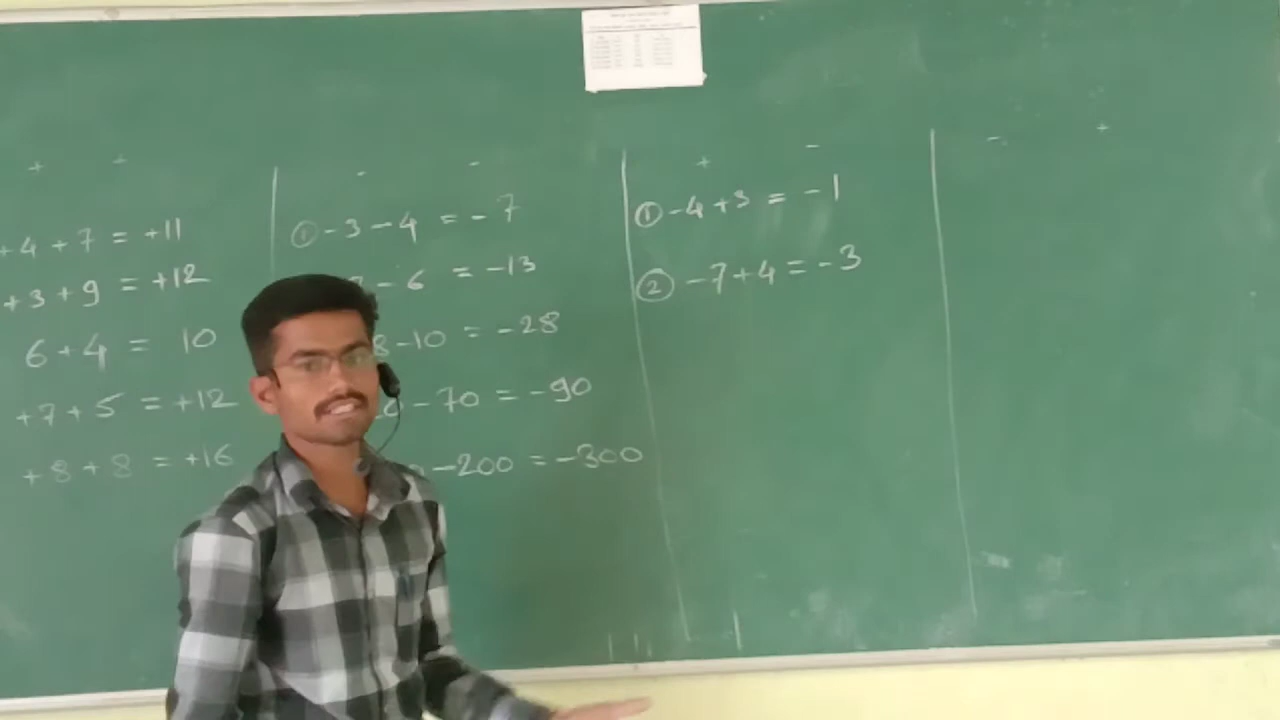 + +
+4 + 7 = +11
+3 + 9 = +12
6 + 4 = 10
+7 + 5 = +12
+8 + 8 = +16
- -
① -3 - 4 = -7
- 6 = -13
8 - 10 = -28
- 70 = -90
- 200 = -300
+ -
① -4 + 3 = -1
② -7 + 4 = -3
- +